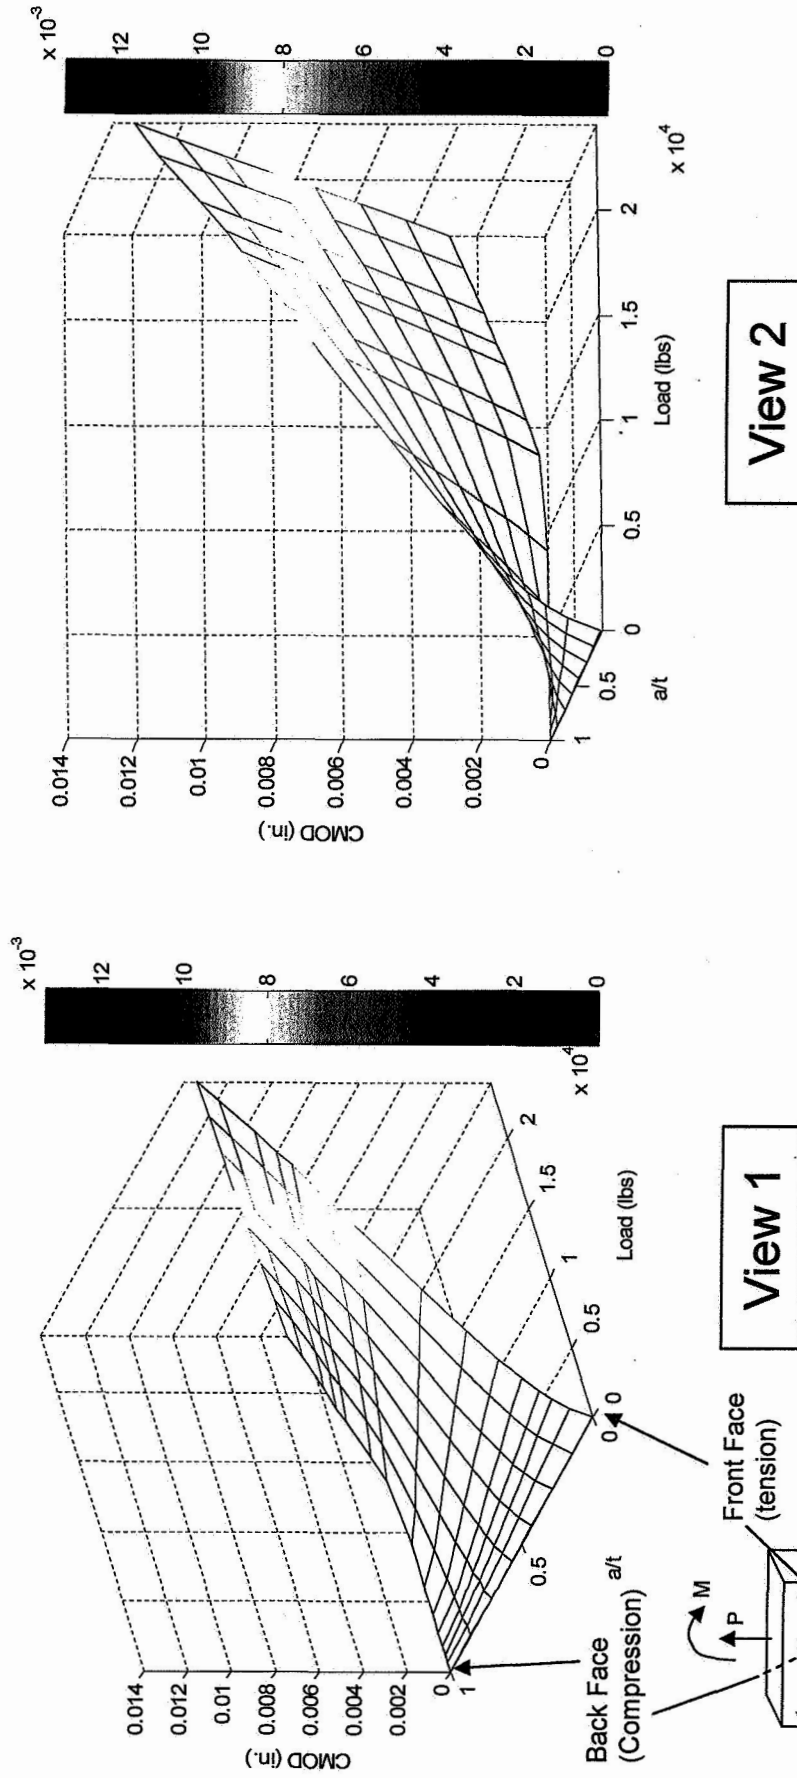 0.014
0.012
0.01
0.008
0.006
0.004
0.002
0
CMOD (in.)
1
0.5
0
a/t
0
0.5
1
1.5
2
x 10^4
Load (lbs)
x 10^-3
12
10
8
6
4
2
0
Back Face
(Compression)
Front Face
(tension)
M
P
View 1
0.014
0.012
0.01
0.008
0.006
0.004
0.002
0
CMOD (in.)
1
0.5
0
a/t
0.5
1
1.5
2
x 10^4
Load (lbs)
x 10^-3
12
10
8
6
4
2
0
View 2